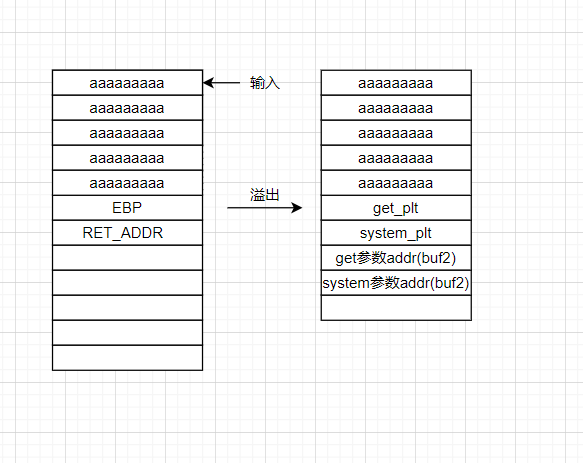 aaaaaaaaa
aaaaaaaaa
aaaaaaaaa
aaaaaaaaa
aaaaaaaaa
EBP
RET_ADDR
输入
溢出
aaaaaaaaa
aaaaaaaaa
aaaaaaaaa
aaaaaaaaa
aaaaaaaaa
get_plt
system_plt
get参数addr(buf2)
system参数addr(buf2)